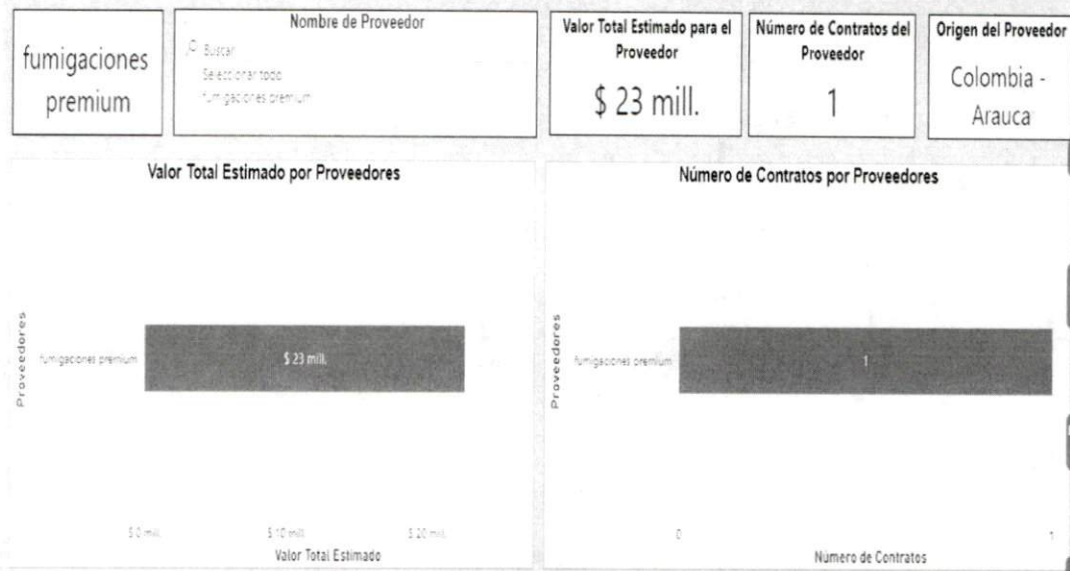 fumigaciones
premium
Nombre de Proveedor
Buscar
Seleccionar todo
fumigaciones premium
Valor Total Estimado para el
Proveedor
$ 23 mill.
Número de Contratos del
Proveedor
1
Origen del Proveedor
Colombia -
Arauca
Valor Total Estimado por Proveedores
Proveedores
fumigaciones premium
$ 23 mill.
$ 0 mill.
$ 10 mill.
$ 20 mill.
Valor Total Estimado
Número de Contratos por Proveedores
Proveedores
fumigaciones premium
1
0
1
Número de Contratos